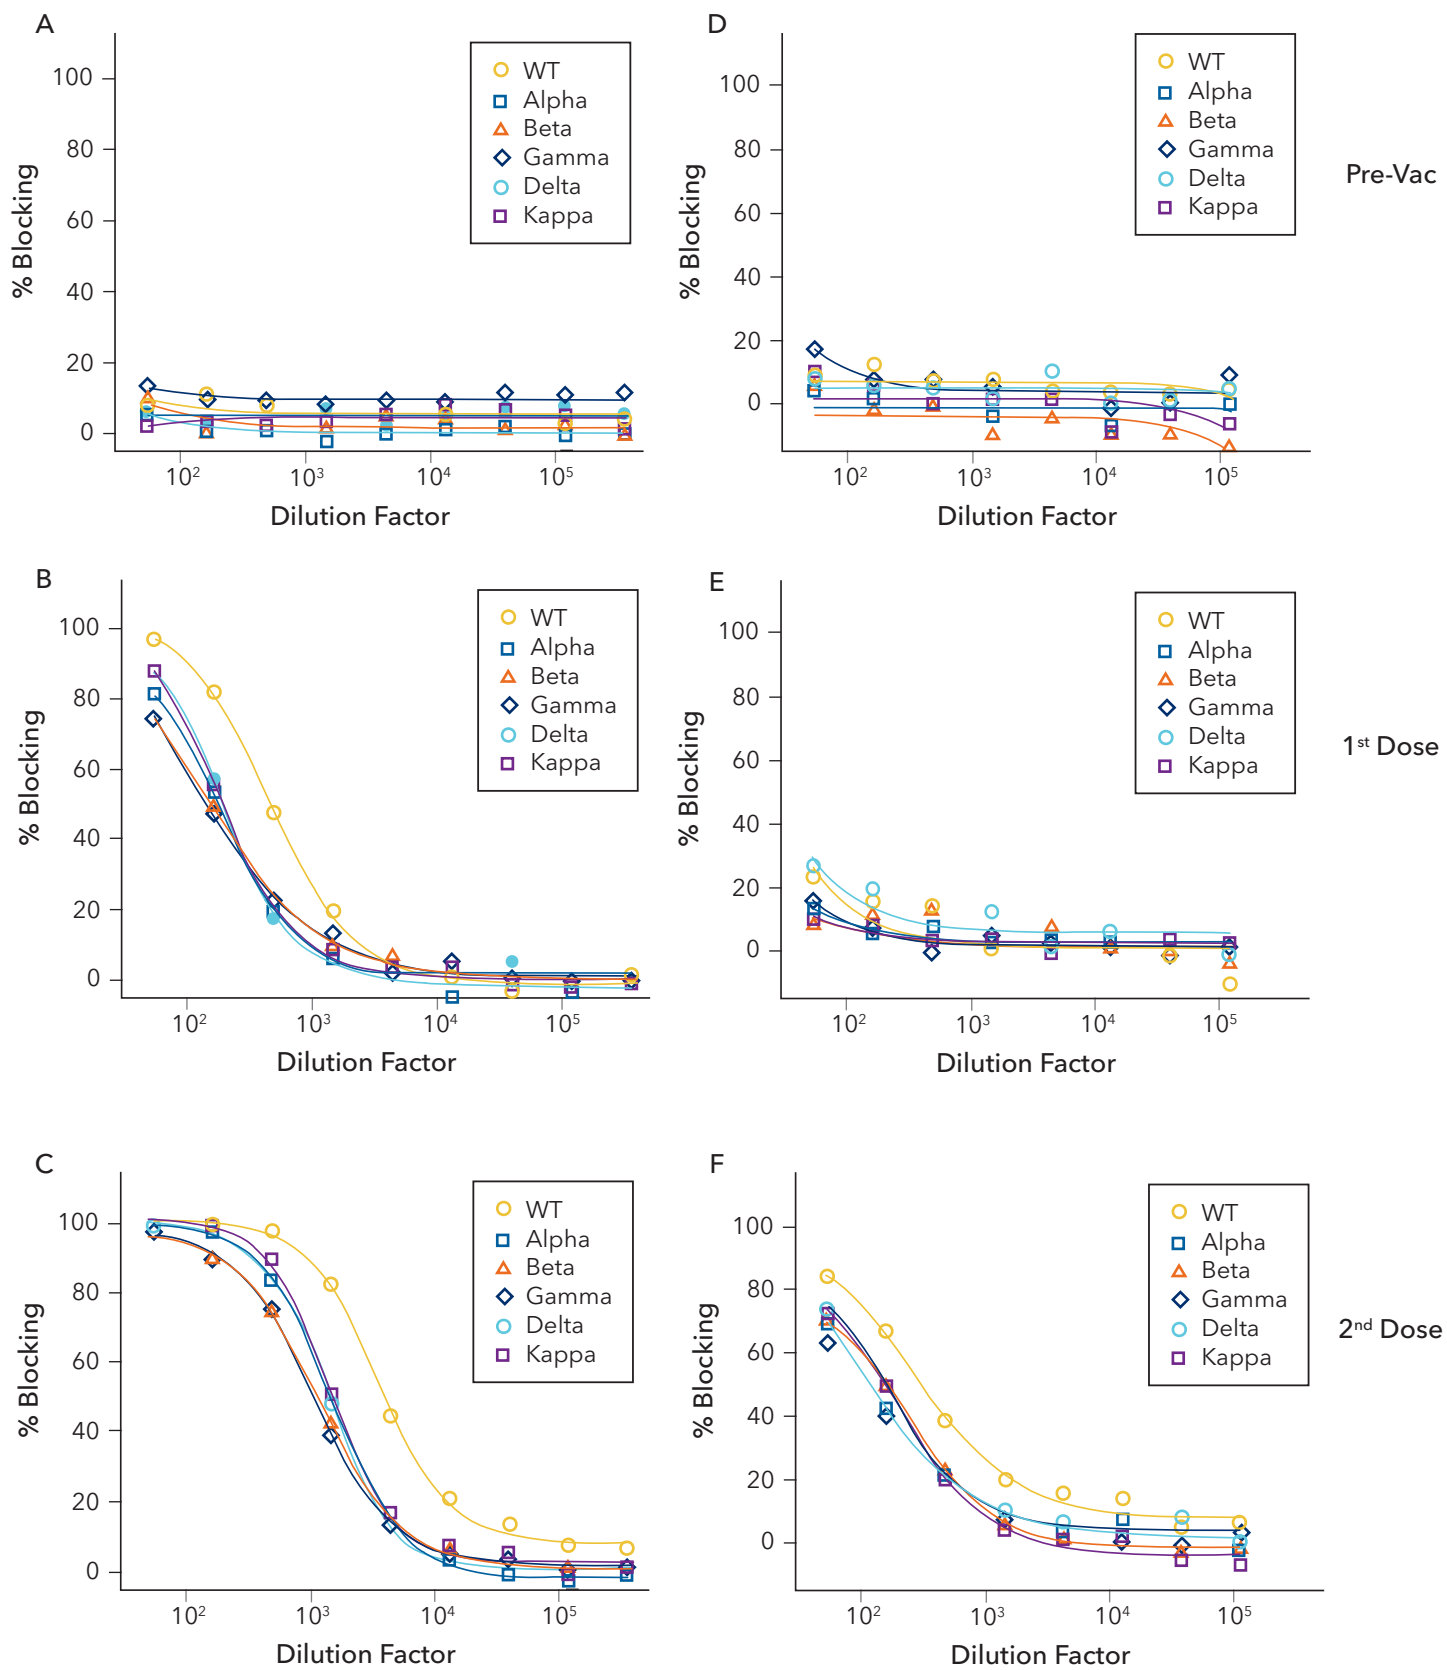 A
100
80
60
40
20
0
% Blocking
WT
Alpha
Beta
Gamma
Delta
Kappa
10²
10³
10⁴
10⁵
Dilution Factor
D
100
80
60
40
20
0
% Blocking
WT
Alpha
Beta
Gamma
Delta
Kappa
10²
10³
10⁴
10⁵
Dilution Factor
Pre-Vac
B
100
80
60
40
20
0
% Blocking
WT
Alpha
Beta
Gamma
Delta
Kappa
10²
10³
10⁴
10⁵
Dilution Factor
E
100
80
60
40
20
0
% Blocking
WT
Alpha
Beta
Gamma
Delta
Kappa
10²
10³
10⁴
10⁵
Dilution Factor
1st Dose
C
100
80
60
40
20
0
% Blocking
WT
Alpha
Beta
Gamma
Delta
Kappa
10²
10³
10⁴
10⁵
Dilution Factor
F
100
80
60
40
20
0
% Blocking
WT
Alpha
Beta
Gamma
Delta
Kappa
10²
10³
10⁴
10⁵
Dilution Factor
2nd Dose